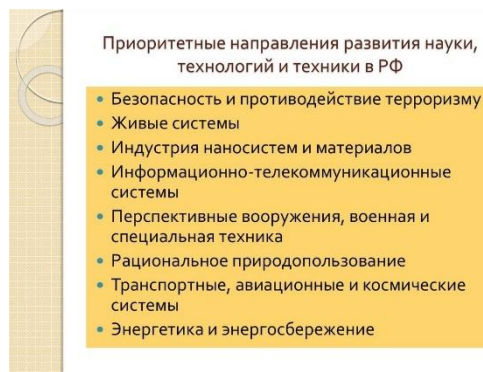 Приоритетные направления развития науки,
технологий и техники в РФ
Безопасность и противодействие терроризму
Живые системы
Индустрия наносистем и материалов
Информационно-телекоммуникационные
системы
Перспективные вооружения, военная и
специальная техника
Рациональное природопользование
Транспортные, авиационные и космические
системы
Энергетика и энергосбережение